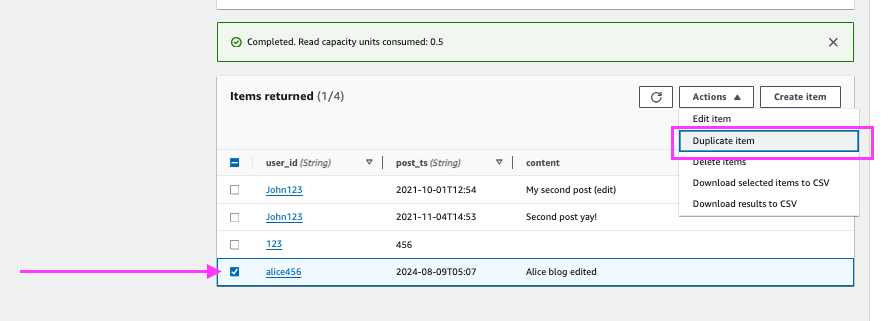 Completed. Read capacity units consumed: 0.5
Items returned (1/4)
Actions
Create item
Edit item
Duplicate item
Delete items
Download selected items to CSV
Download results to CSV
user_id (String) post_ts (String) content
John123 2021-10-01T12:54 My second post (edit)
John123 2021-11-04T14:53 Second post yay!
123 456
alice456 2024-08-09T05:07 Alice blog edited